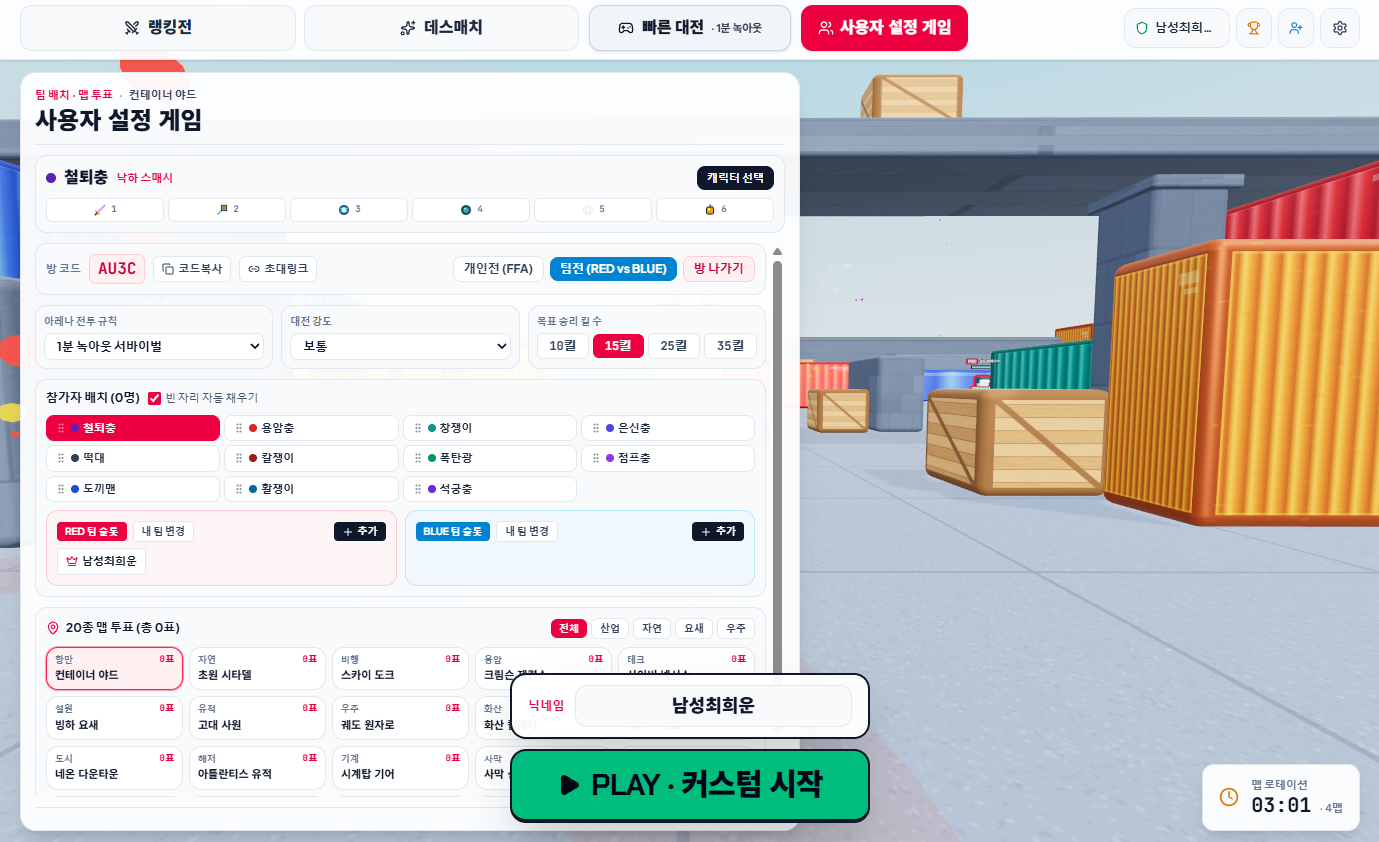 랭킹전
데스매치
빠른 대전 · 1분 녹아웃
사용자 설정 게임
남성최희...
팀 배치 · 맵 투표 · 컨테이너 야드
사용자 설정 게임
철퇴충 낙하 스매시
캐릭터 선택
1
2
3
4
5
6
방 코드 AU3C 코드복사 초대링크
개인전 (FFA) 팀전 (RED vs BLUE) 방 나가기
아레나 전투 규칙
1분 녹아웃 서바이벌
대전 강도
보통
목표 승리 킬 수
10킬 15킬 25킬 35킬
참가자 배치 (0명) 빈 자리 자동 채우기
철퇴충 용암충 창쟁이 은신충
떡대 칼쟁이 폭탄광 점프충
도끼맨 활쟁이 석궁충
RED 팀 슬롯 내 팀 변경 + 추가
남성최희운
BLUE 팀 슬롯 내 팀 변경 + 추가
20종 맵 투표 (총 0표)
전체 산업 자연 요새 우주
항만 0표
컨테이너 야드
자연 0표
초원 시타델
비행 0표
스카이 도크
용암 0표
크림슨
테크 0표
설원 0표
빙하 요새
유적 0표
고대 사원
우주 0표
궤도 원자로
화산
화산
도시 0표
네온 다운타운
해저 0표
아틀란티스 유적
기계 0표
시계탑 기어
사막
사막
닉네임 남성최희운
PLAY · 커스텀 시작
맵 로테이션
03:01 · 4맵